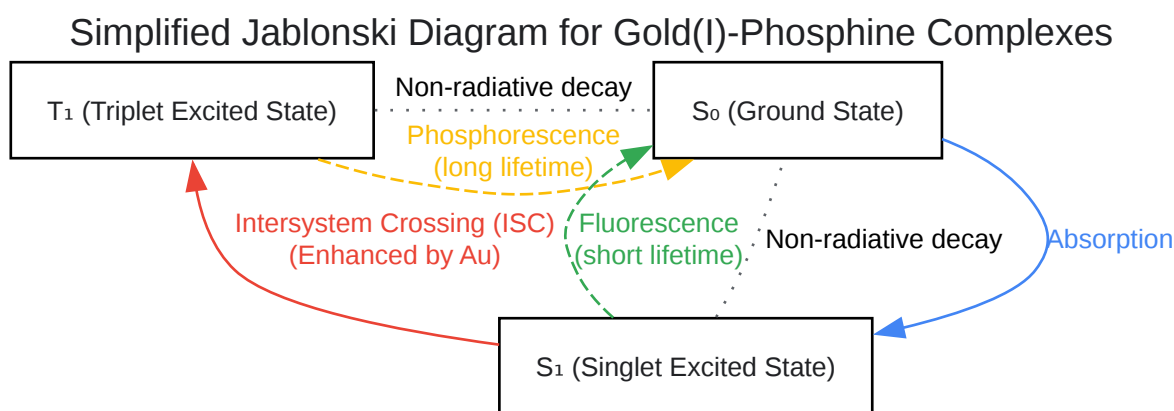 Simplified Jablonski Diagram for Gold(I)-Phosphine Complexes
T₁ (Triplet Excited State)
Non-radiative decay
S₀ (Ground State)
Phosphorescence
(long lifetime)
Intersystem Crossing (ISC)
(Enhanced by Au)
Fluorescence
(short lifetime)
Non-radiative decay
Absorption
S₁ (Singlet Excited State)